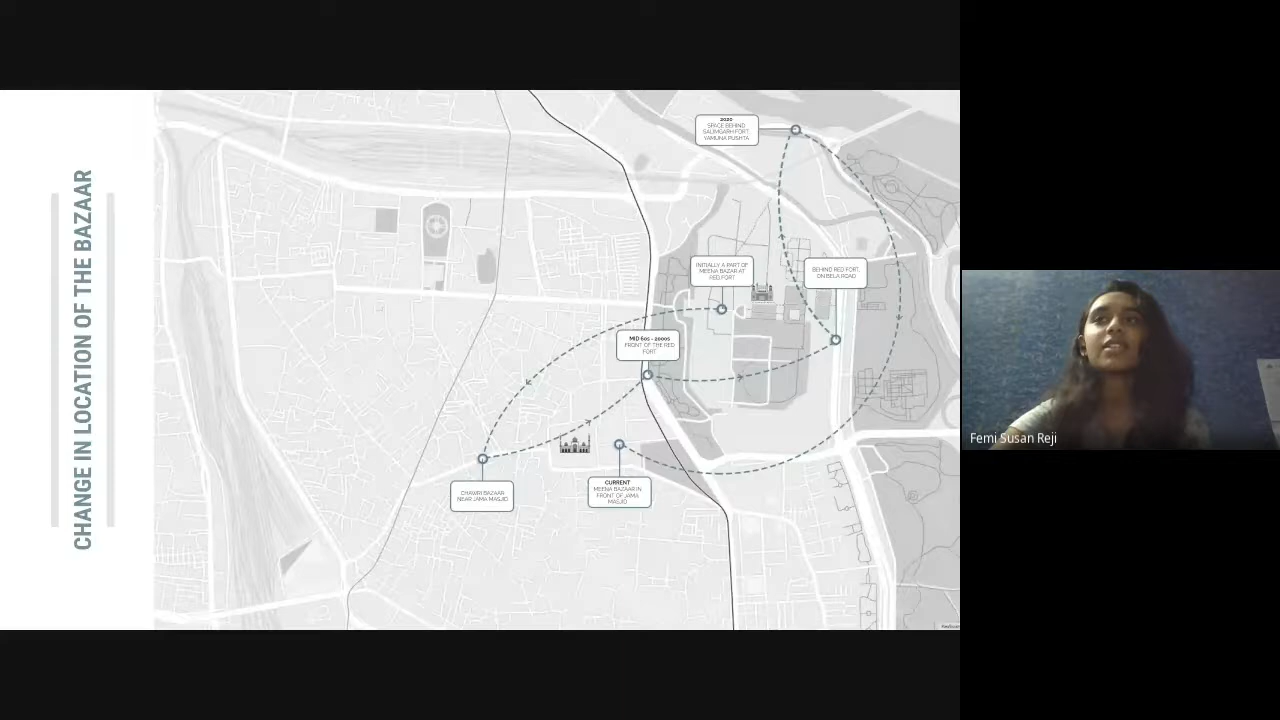 CHANGE IN LOCATION OF THE BAZAAR
2020
SPACE BEHIND
SALIMGARH FORT,
YAMUNA PUSHTA
INITIALLY A PART OF
MEENA BAZAR AT
RED FORT
BEHIND RED FORT,
ON BELA ROAD
MID 60s - 2000s
FRONT OF THE RED
FORT
CHAWRI BAZAAR
NEAR JAMA MASJID
CURRENT
MEENA BAZAAR IN
FRONT OF JAMA
MASJID
Femi Susan Reji